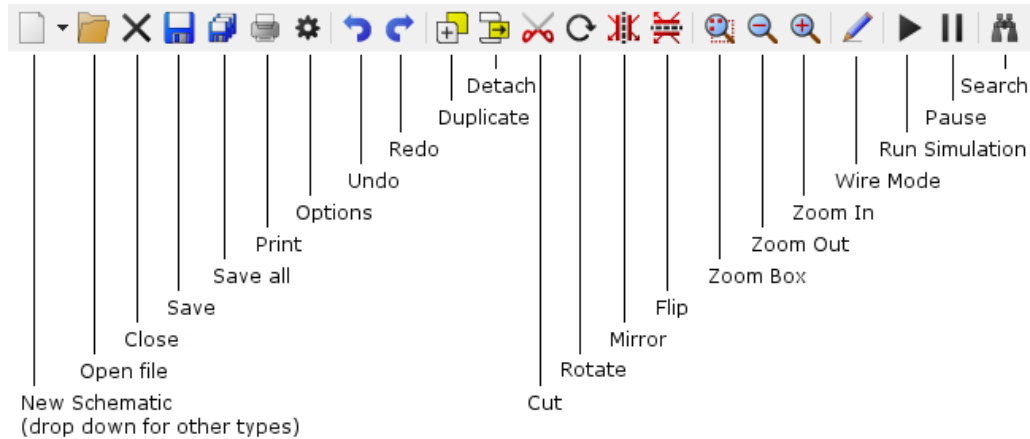 Detach
Search
Duplicate
Pause
Redo
Run Simulation
Undo
Wire Mode
Options
Zoom In
Print
Zoom Out
Save all
Zoom Box
Save
Flip
Close
Mirror
Open file
Rotate
New Schematic
Cut
(drop down for other types)